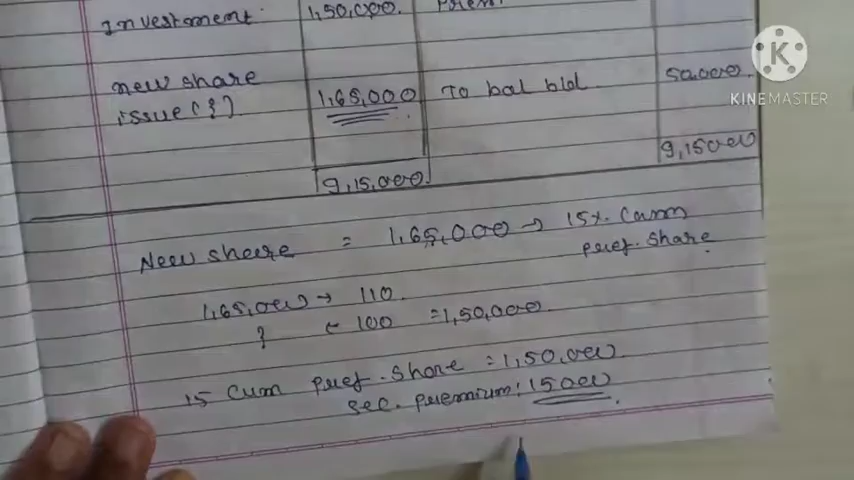 Investment 1,50,000. Prem
new share 50,000.
issue (?) 1,65,000 To bal b/d
9,15,000
9,15,000.
New share = 1,65,000 → 15%. Cumm
pref. share
1,65,000 → 110.
? ← 100 = 1,50,000.
15 Cum pref. share = 1,50,000.
sec. premium: 15000
KINEMASTER